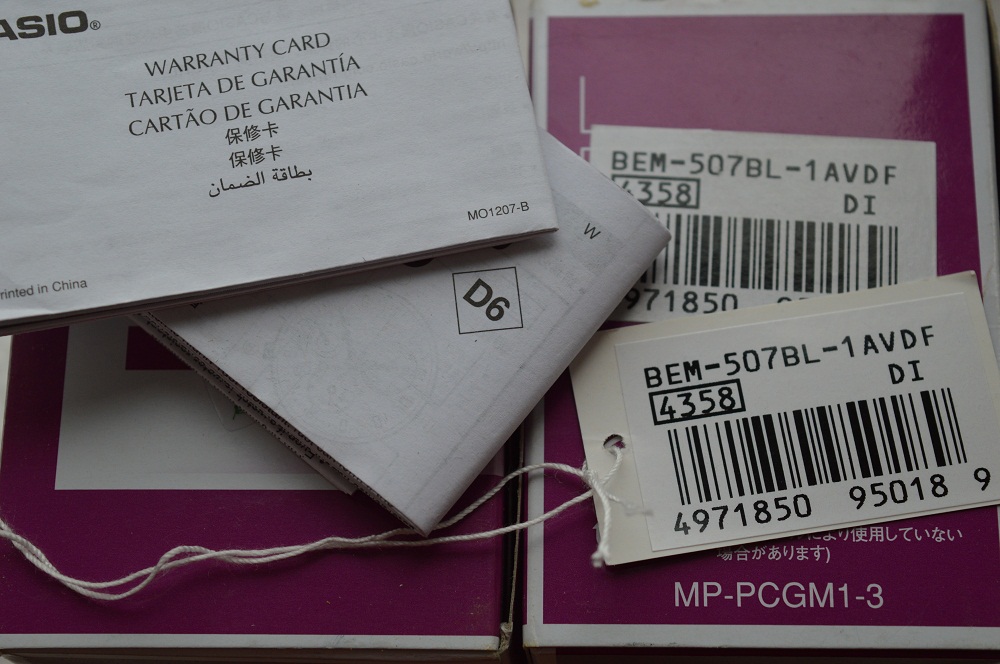 ASIO®
WARRANTY CARD
TARJETA DE GARANTÍA
CARTÃO DE GARANTIA
保修卡
保修卡
بطاقة الضمان
MO1207-B
rinted in China
W
D6
L
BEM-507BL-1AVDF
4358
DI
971850
BEM-507BL-1AVDF
DI
4358
4971850 95018 9
により使用していない
場合があります)
MP-PCGM1-3